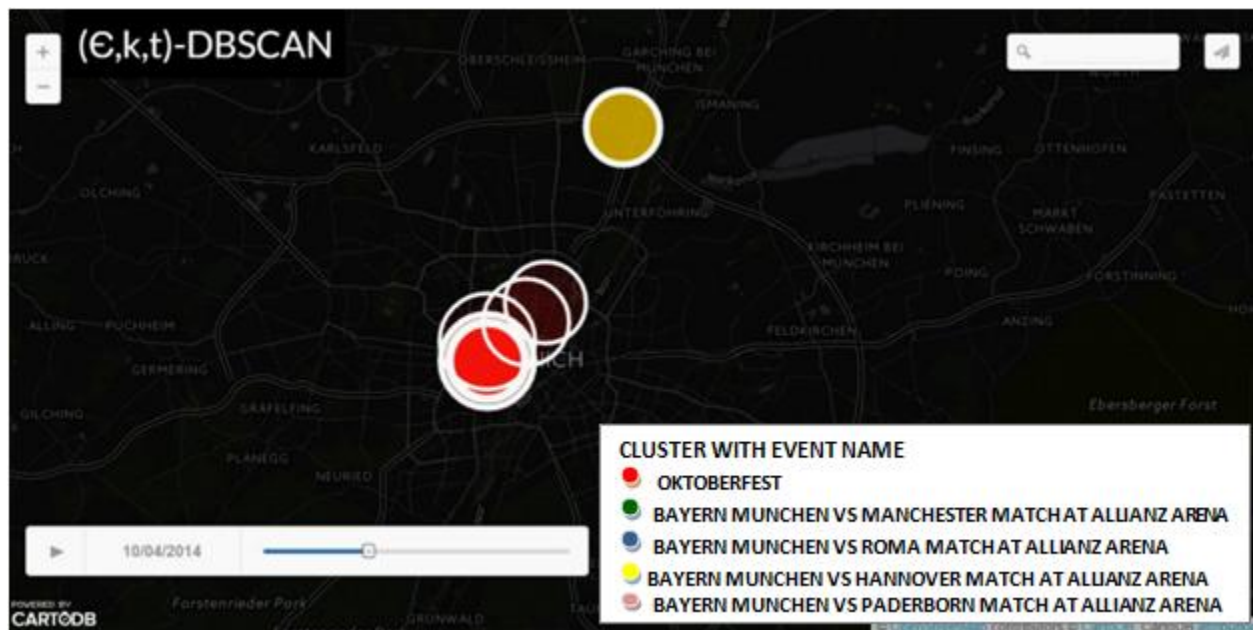 (Є,k,t)-DBSCAN
+
−
OBERSCHLEISSHEIM
GARCHING BEI
MÜNCHEN
NORTH
ISMANING
KARLSFELD
FINSING
OTTENHOFEN
OLCHING
PASTETTEN
UNTERFÖHRING
PLIENING
MARKT
SCHWABEN
KIRCHHEIM BEI
MÜNCHEN
BRUCK
POING
FORSTINNING
ALLING
PUCHHEIM
FELDKIRCHEN
ANZING
GERMERING
ICH
GRÄFELFING
Ebersberger Forst
GILCHING
PLANEGG
NEURIED
CLUSTER WITH EVENT NAME
OKTOBERFEST
BAYERN MUNCHEN VS MANCHESTER MATCH AT ALLIANZ ARENA
BAYERN MUNCHEN VS ROMA MATCH AT ALLIANZ ARENA
BAYERN MUNCHEN VS HANNOVER MATCH AT ALLIANZ ARENA
BAYERN MUNCHEN VS PADERBORN MATCH AT ALLIANZ ARENA
10/04/2014
Forstenrieder Park
GRÜNWALD
POWERED BY
CARTODB